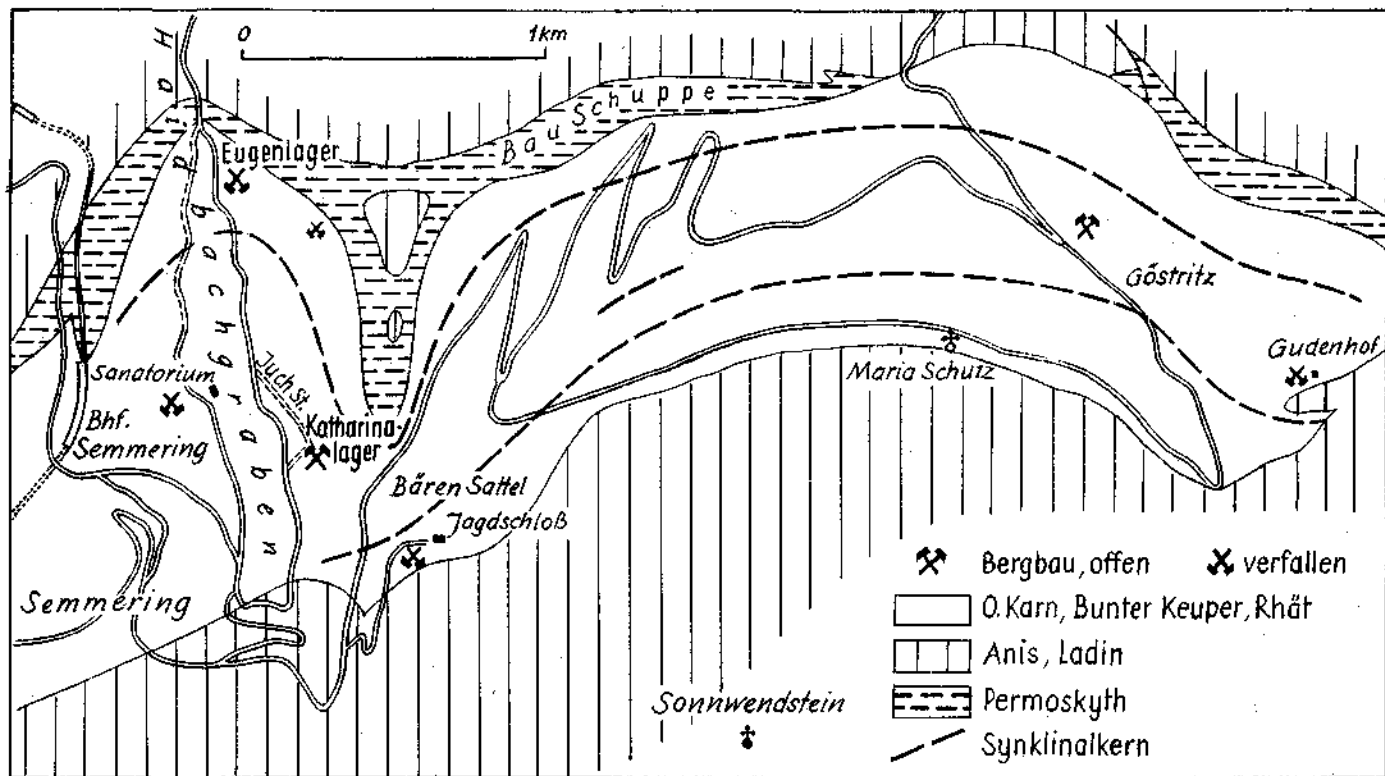 0 1km
Haidbachgraben
Bau Schuppe
Eugenlager
Göstritz
Sanatorium
Juch St.
Gudenhof
Maria Schutz
Bhf.
Semmering
Katharina-
lager
Bären Sattel
Jagdschloß
Semmering
Sonnwendstein
Bergbau, offen verfallen
O. Karn, Bunter Keuper, Rhät
Anis, Ladin
Permoskyth
Synklinalkern